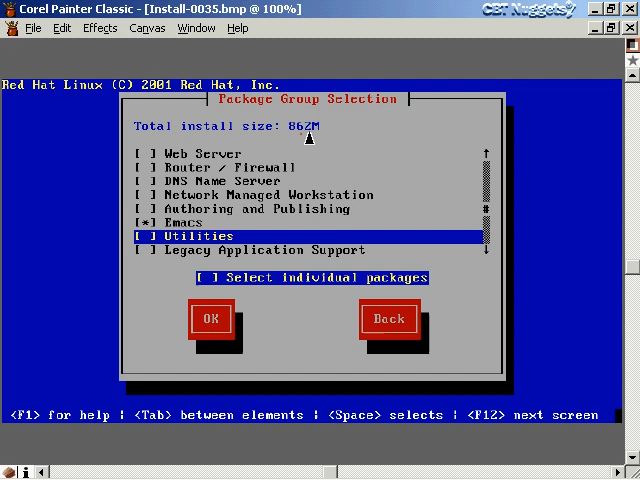 Corel Painter Classic - [Install-0035.bmp @ 100%]
CBT Nuggets
File Edit Effects Canvas Window Help
Red Hat Linux (C) 2001 Red Hat, Inc.
Package Group Selection
Total install size: 862M
[ ] Web Server
[ ] Router / Firewall
[ ] DNS Name Server
[ ] Network Managed Workstation
[ ] Authoring and Publishing
[*] Emacs
[ ] Utilities
[ ] Legacy Application Support
[ ] Select individual packages
OK Back
<F1> for help | <Tab> between elements | <Space> selects | <F12> next screen